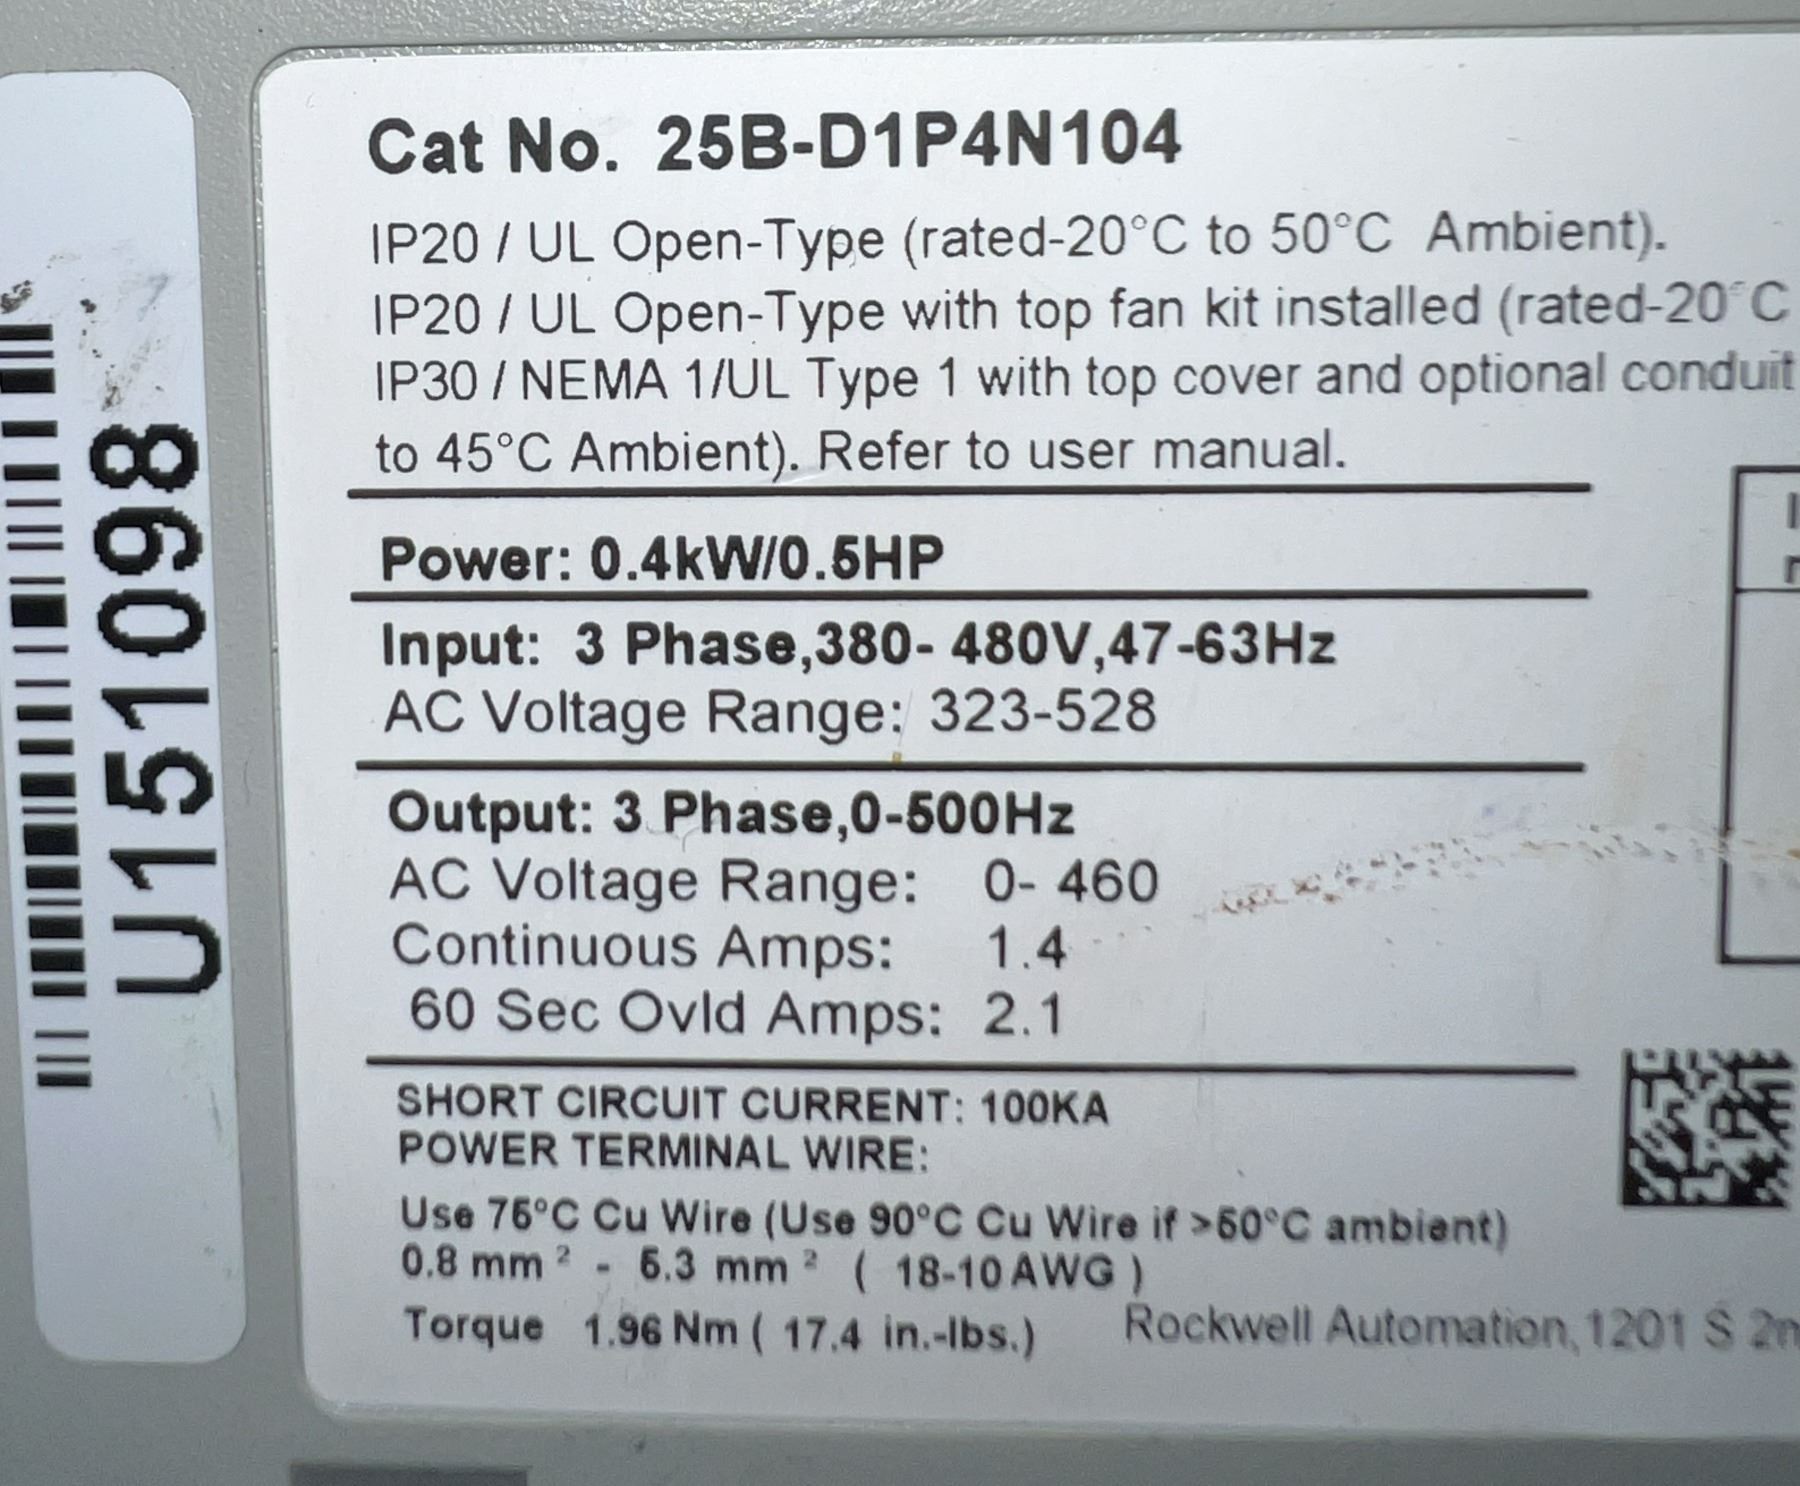 Cat No. 25B-D1P4N104
IP20 / UL Open-Type (rated-20°C to 50°C Ambient).
IP20 / UL Open-Type with top fan kit installed (rated-20°C
IP30 / NEMA 1/UL Type 1 with top cover and optional conduit
to 45°C Ambient). Refer to user manual.
Power: 0.4kW/0.5HP
Input: 3 Phase,380- 480V,47-63Hz
AC Voltage Range: 323-528
Output: 3 Phase,0-500Hz
AC Voltage Range: 0- 460
Continuous Amps: 1.4
60 Sec Ovld Amps: 2.1
SHORT CIRCUIT CURRENT: 100KA
POWER TERMINAL WIRE:
Use 75°C Cu Wire (Use 90°C Cu Wire if >50°C ambient)
0.8 mm² - 5.3 mm² ( 18-10 AWG )
Torque 1.96 Nm ( 17.4 in.-lbs.)
Rockwell Automation, 1201 S 2n
U151098